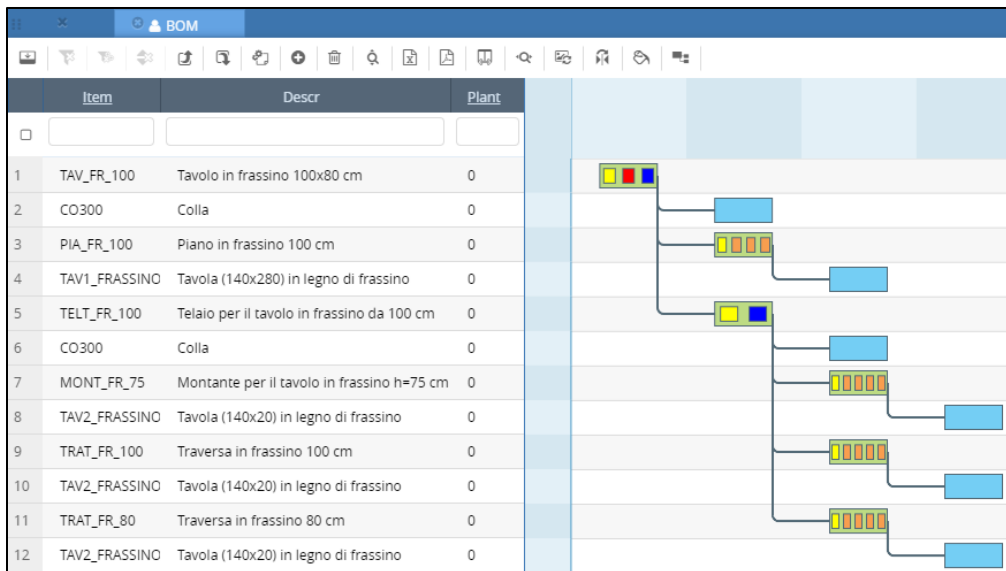 BOM
Item Descr Plant
1 TAV_FR_100 Tavolo in frassino 100x80 cm 0
2 CO300 Colla 0
3 PIA_FR_100 Piano in frassino 100 cm 0
4 TAV1_FRASSINO Tavola (140x280) in legno di frassino 0
5 TELT_FR_100 Telaio per il tavolo in frassino da 100 cm 0
6 CO300 Colla 0
7 MONT_FR_75 Montante per il tavolo in frassino h=75 cm 0
8 TAV2_FRASSINO Tavola (140x20) in legno di frassino 0
9 TRAT_FR_100 Traversa in frassino 100 cm 0
10 TAV2_FRASSINO Tavola (140x20) in legno di frassino 0
11 TRAT_FR_80 Traversa in frassino 80 cm 0
12 TAV2_FRASSINO Tavola (140x20) in legno di frassino 0